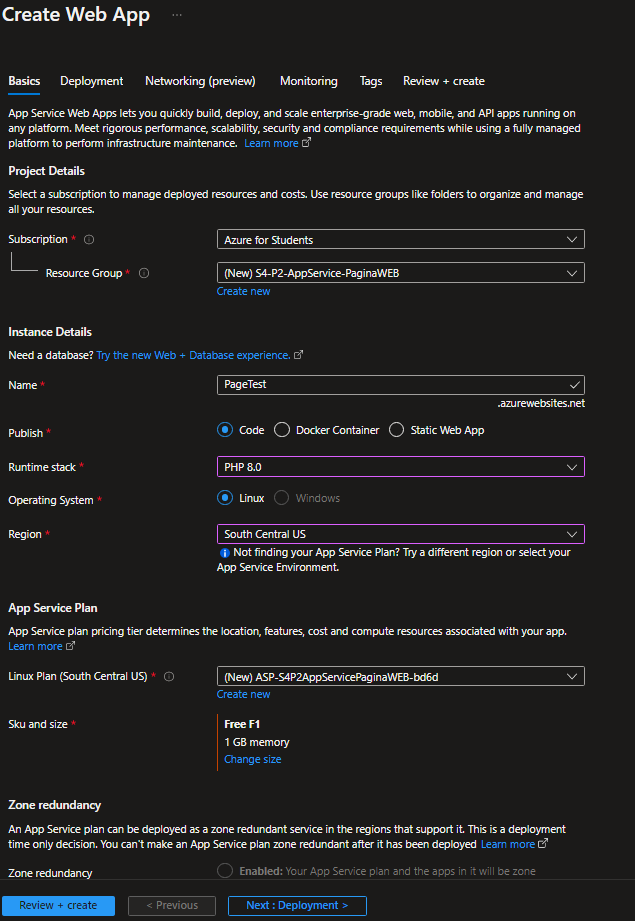 Create Web App ...
Basics Deployment Networking (preview) Monitoring Tags Review + create
App Service Web Apps lets you quickly build, deploy, and scale enterprise-grade web, mobile, and API apps running on
any platform. Meet rigorous performance, scalability, security and compliance requirements while using a fully managed
platform to perform infrastructure maintenance. Learn more
Project Details
Select a subscription to manage deployed resources and costs. Use resource groups like folders to organize and manage
all your resources.
Subscription * Azure for Students
Resource Group * (New) S4-P2-AppService-PaginaWEB
Create new
Instance Details
Need a database? Try the new Web + Database experience.
Name * PageTest
.azurewebsites.net
Publish * Code Docker Container Static Web App
Runtime stack * PHP 8.0
Operating System * Linux Windows
Region * South Central US
Not finding your App Service Plan? Try a different region or select your
App Service Environment.
App Service Plan
App Service plan pricing tier determines the location, features, cost and compute resources associated with your app.
Learn more
Linux Plan (South Central US) * (New) ASP-S4P2AppServicePaginaWEB-bd6d
Create new
Sku and size * Free F1
1 GB memory
Change size
Zone redundancy
An App Service plan can be deployed as a zone redundant service in the regions that support it. This is a deployment
time only decision. You can't make an App Service plan zone redundant after it has been deployed Learn more
Zone redundancy Enabled: Your App Service plan and the apps in it will be zone
Review + create < Previous Next : Deployment >